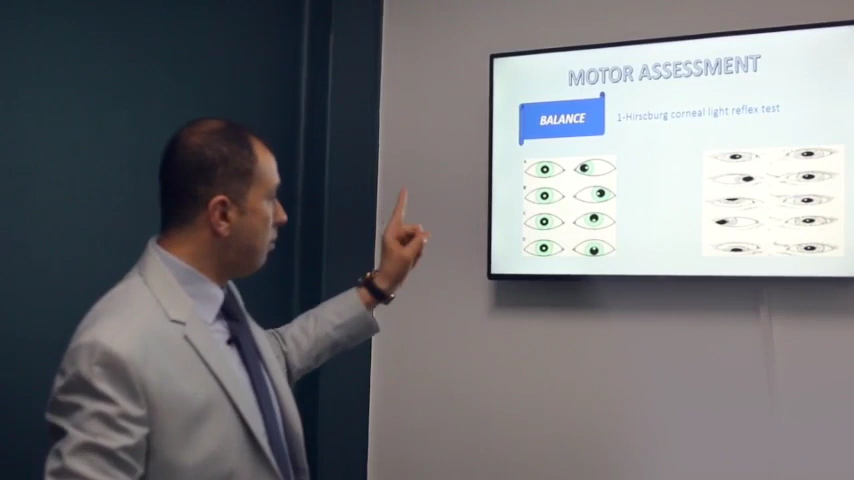 MOTOR ASSESSMENT
BALANCE
1-Hirscburg corneal light reflex test